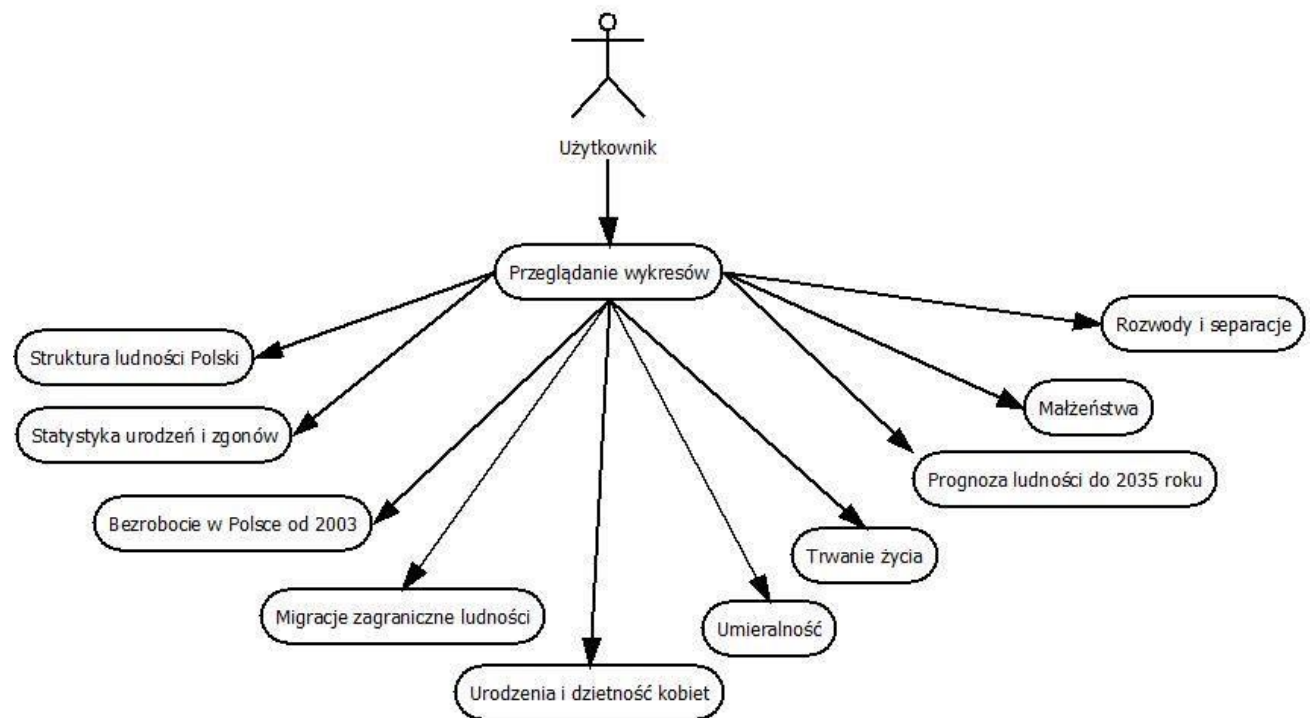 Użytkownik
Przeglądanie wykresów
Rozwody i separacje
Struktura ludności Polski
Małżeństwa
Statystyka urodzeń i zgonów
Prognoza ludności do 2035 roku
Bezrobocie w Polsce od 2003
Trwanie życia
Migracje zagraniczne ludności
Umieralność
Urodzenia i dzietność kobiet